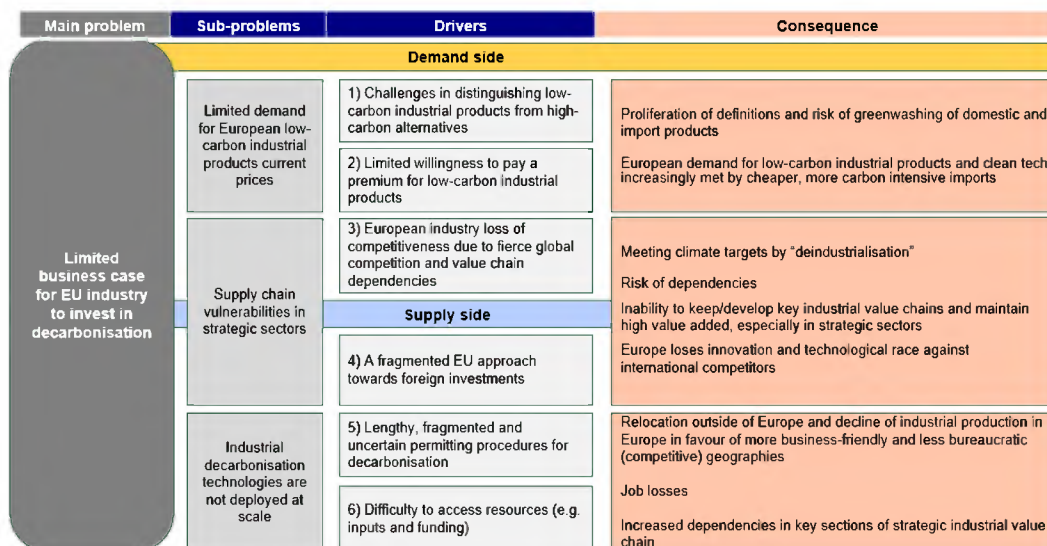 Main problem
Sub-problems
Drivers
Consequence
Demand side
Limited
business case
for EU industry
to invest in
decarbonisation
Limited demand
for European low-
carbon industrial
products current
prices
1) Challenges in distinguishing low-
carbon industrial products from high-
carbon alternatives
2) Limited willingness to pay a
premium for low-carbon industrial
products
Proliferation of definitions and risk of greenwashing of domestic and
import products
European demand for low-carbon industrial products and clean tech
increasingly met by cheaper, more carbon intensive imports
Supply chain
vulnerabilities in
strategic sectors
3) European industry loss of
competitiveness due to fierce global
competition and value chain
dependencies
Supply side
4) A fragmented EU approach
towards foreign investments
Meeting climate targets by “deindustrialisation”
Risk of dependencies
Inability to keep/develop key industrial value chains and maintain
high value added, especially in strategic sectors
Europe loses innovation and technological race against
international competitors
Industrial
decarbonisation
technologies are
not deployed at
scale
5) Lengthy, fragmented and
uncertain permitting procedures for
decarbonisation
6) Difficulty to access resources (e.g.
inputs and funding)
Relocation outside of Europe and decline of industrial production in
Europe in favour of more business-friendly and less bureaucratic
(competitive) geographies
Job losses
Increased dependencies in key sections of strategic industrial value
chain